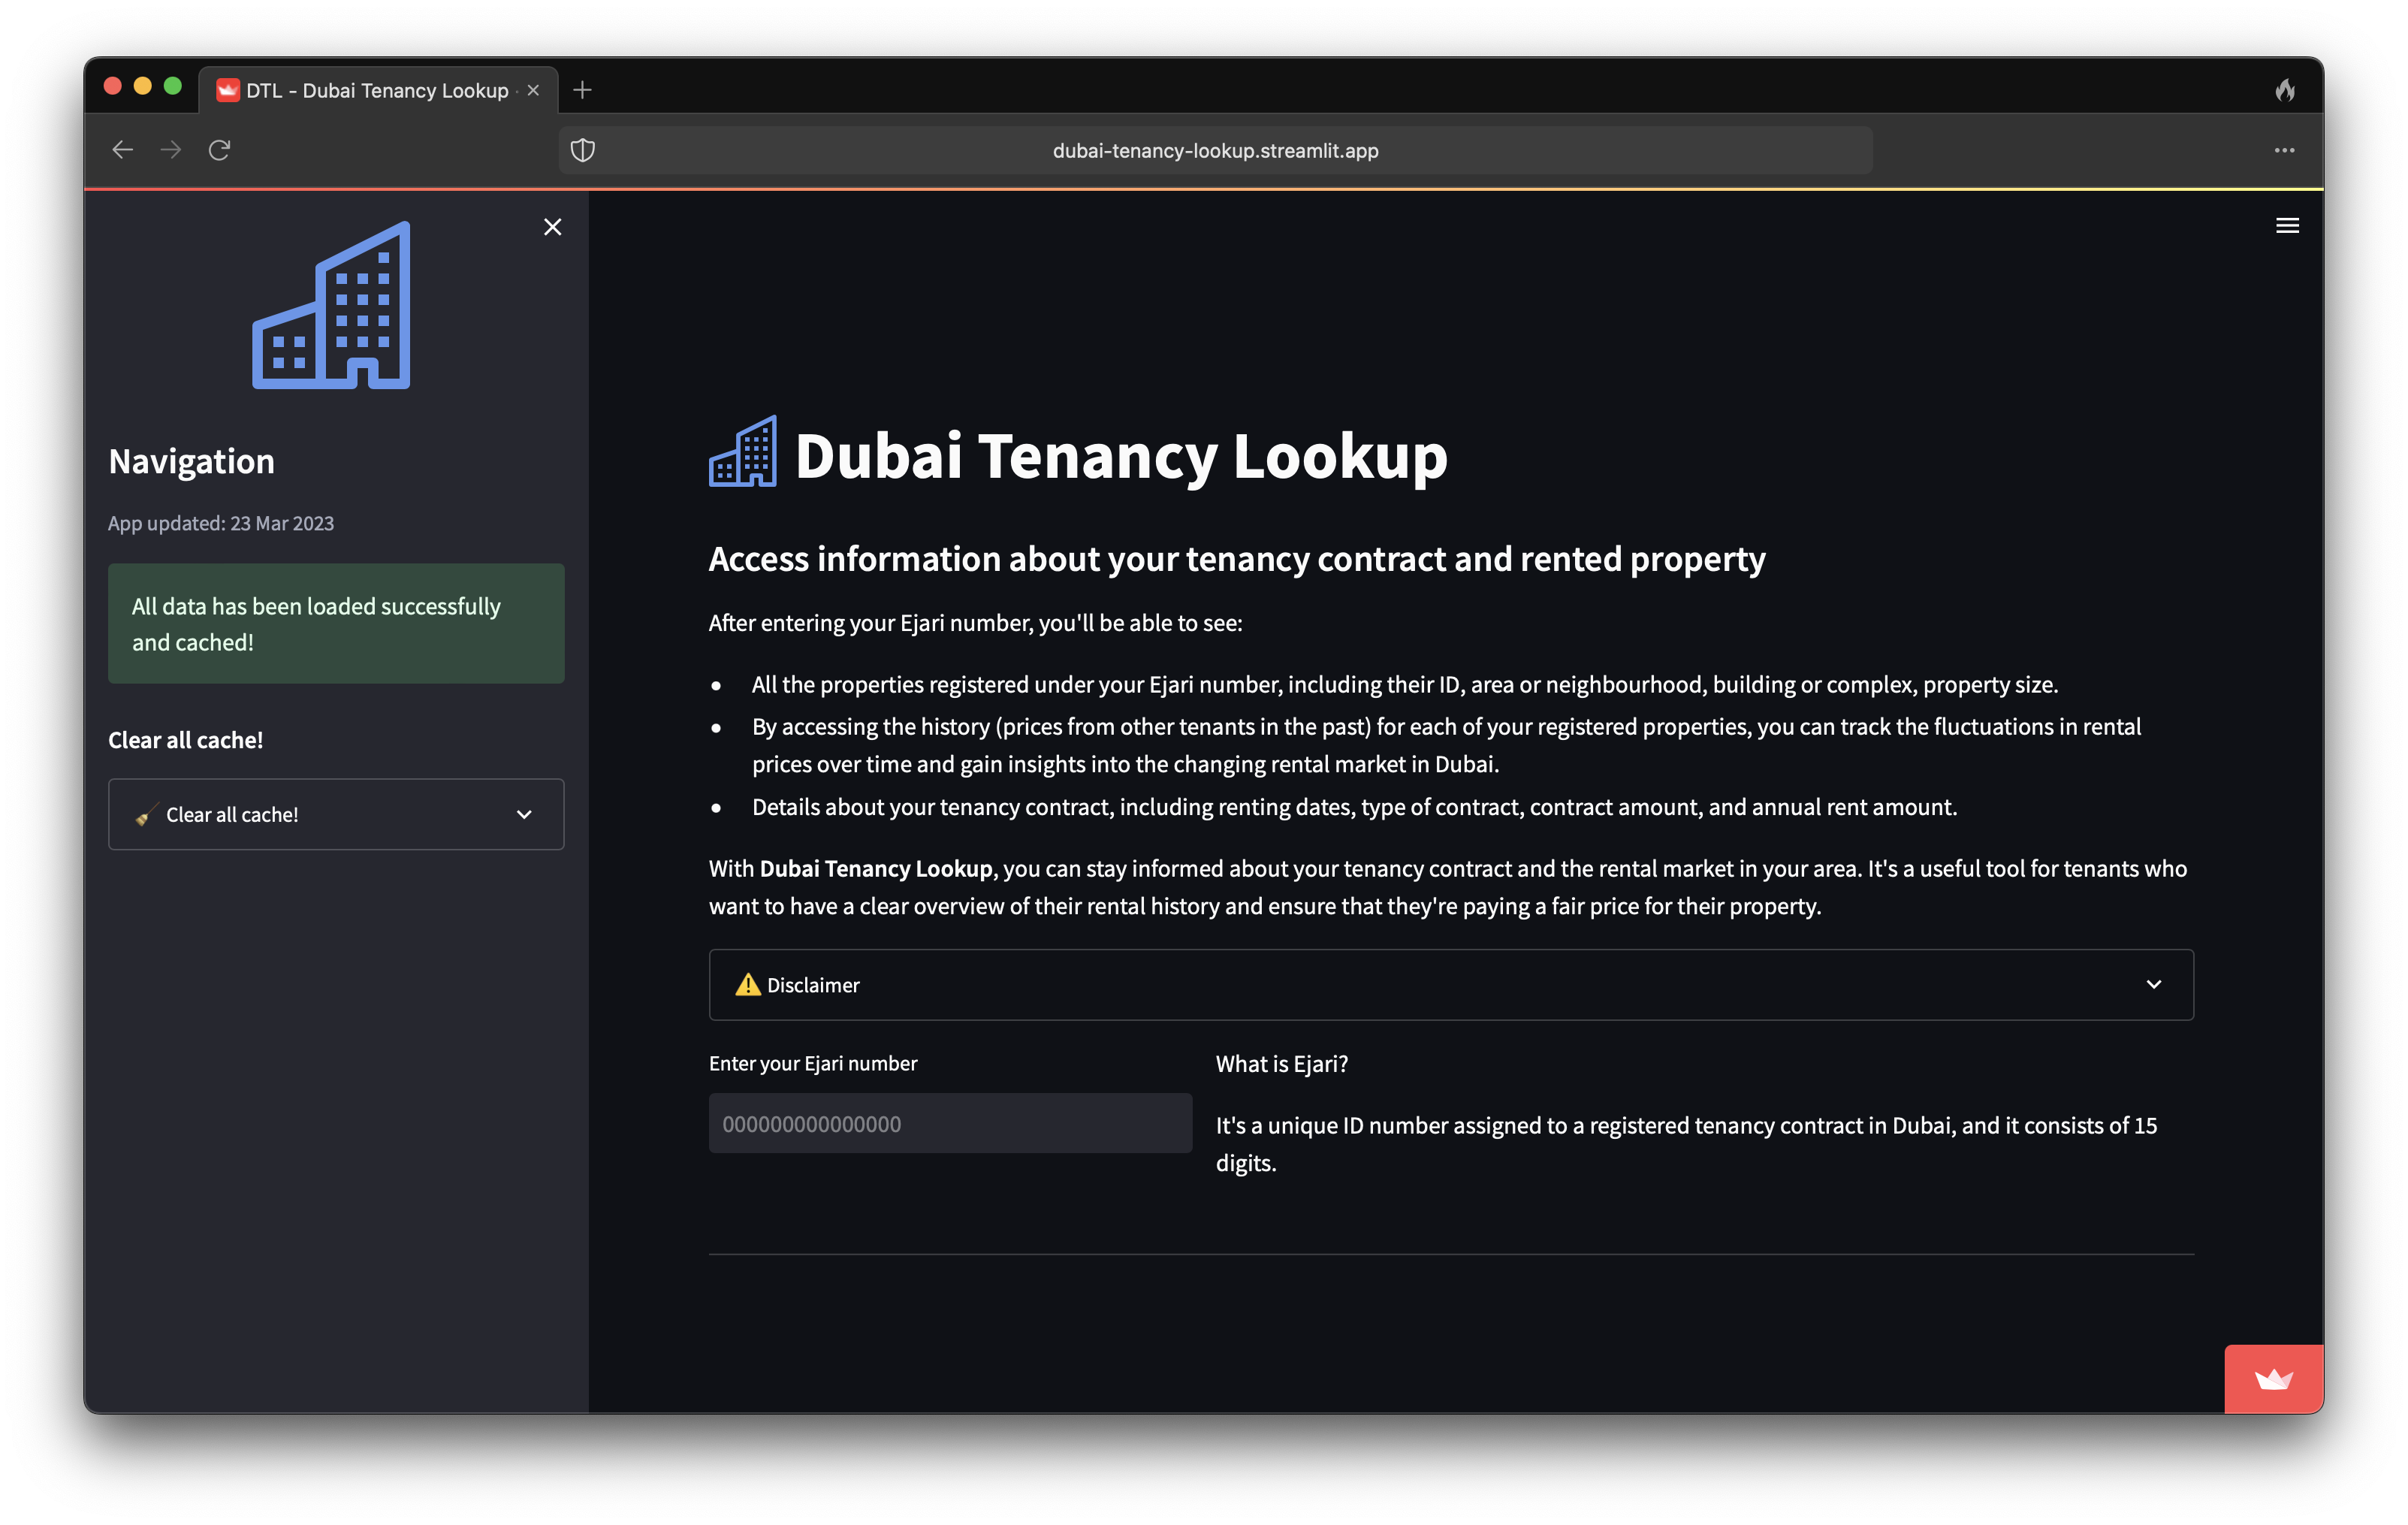 DTL - Dubai Tenancy Lookup ·
dubai-tenancy-lookup.streamlit.app
Navigation
App updated: 23 Mar 2023
All data has been loaded successfully
and cached!
Clear all cache!
Clear all cache!
Dubai Tenancy Lookup
Access information about your tenancy contract and rented property
After entering your Ejari number, you'll be able to see:
• All the properties registered under your Ejari number, including their ID, area or neighbourhood, building or complex, property size.
• By accessing the history (prices from other tenants in the past) for each of your registered properties, you can track the fluctuations in rental
prices over time and gain insights into the changing rental market in Dubai.
• Details about your tenancy contract, including renting dates, type of contract, contract amount, and annual rent amount.
With Dubai Tenancy Lookup, you can stay informed about your tenancy contract and the rental market in your area. It's a useful tool for tenants who
want to have a clear overview of their rental history and ensure that they're paying a fair price for their property.
Disclaimer
Enter your Ejari number
000000000000000
What is Ejari?
It's a unique ID number assigned to a registered tenancy contract in Dubai, and it consists of 15
digits.